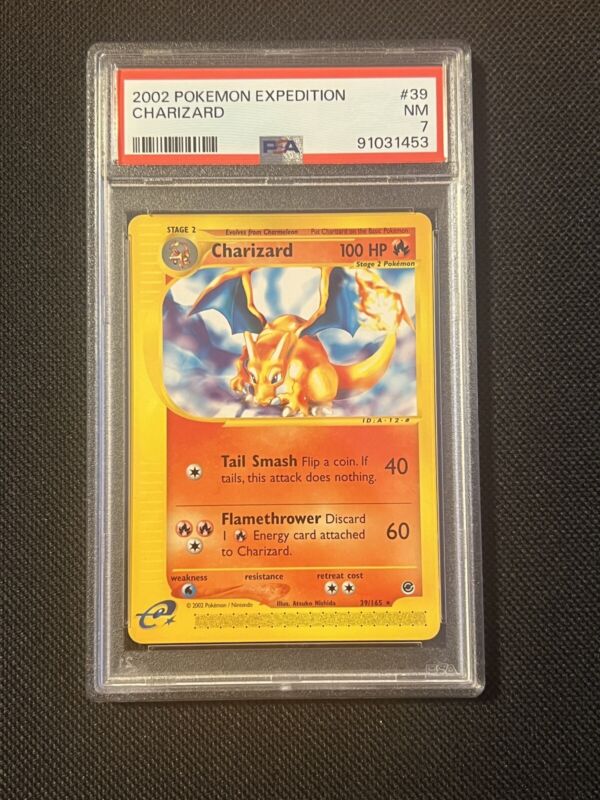 2002 POKEMON EXPEDITION #39
CHARIZARD NM
7
PSA 91031453
STAGE 2 Evolves from Charmeleon Put Charizard on the Basic Pokémon
Charizard 100 HP
Stage 2 Pokémon
ID:A-12-#
Tail Smash Flip a coin. If 40
tails, this attack does nothing.
Flamethrower Discard 60
1 Energy card attached
to Charizard.
weakness resistance retreat cost
© 2002 Pokémon / Nintendo Illus. Atsuko Nishida 39/165 ★
e
PSA